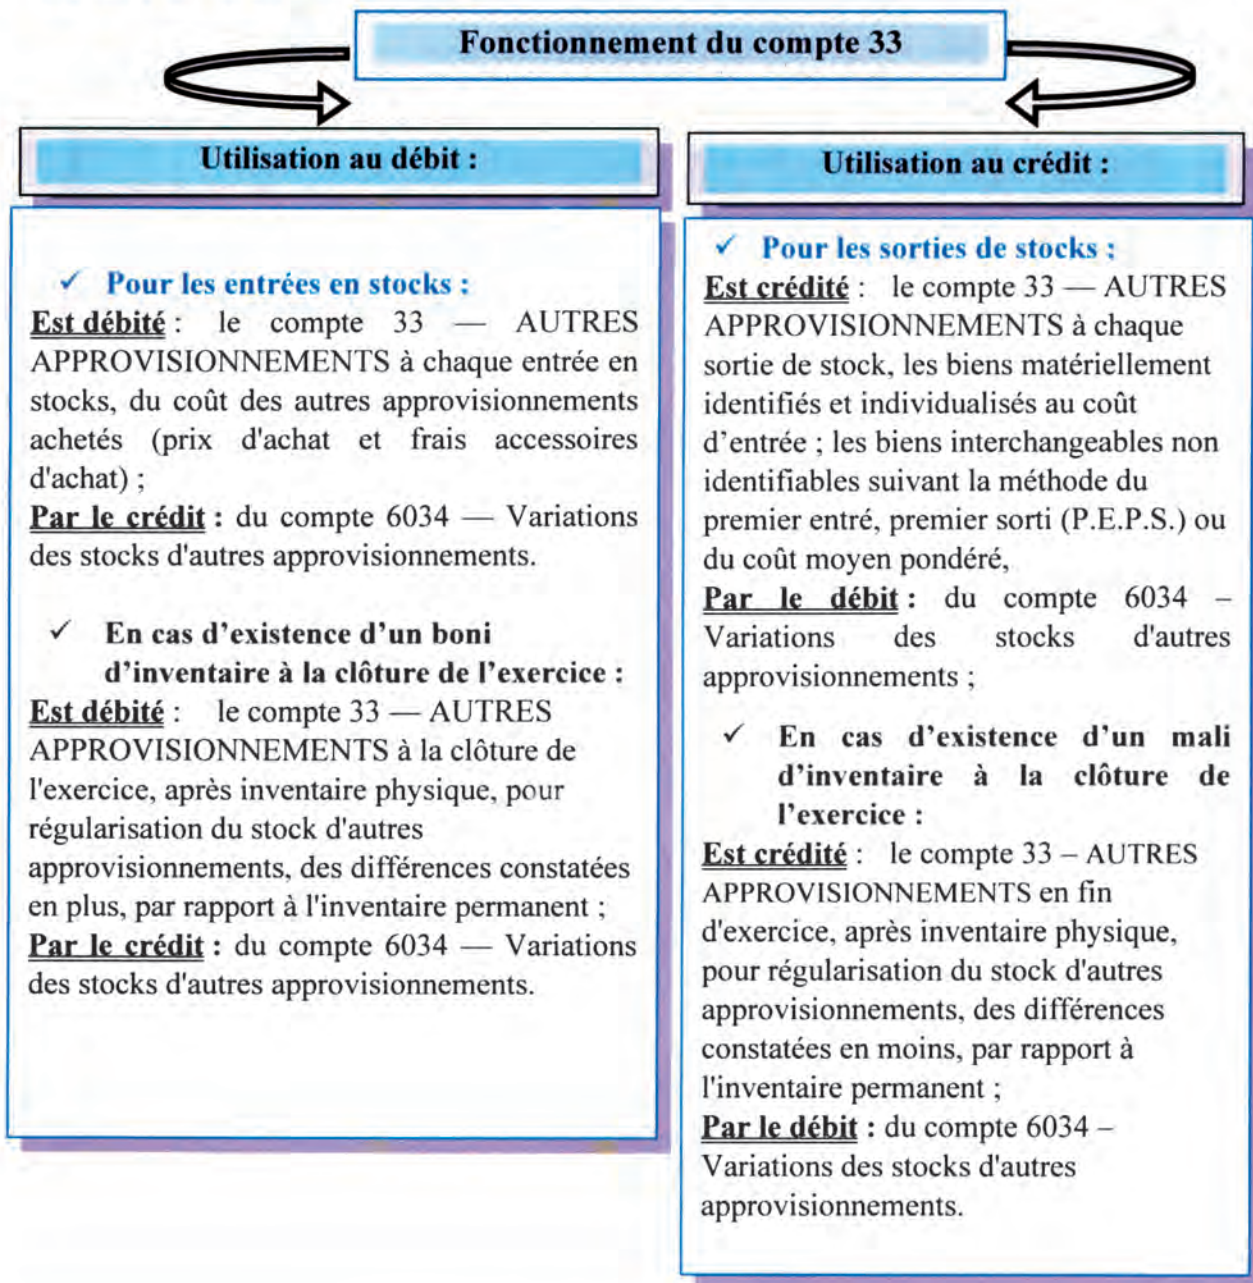 Fonctionnement du compte 33
Utilisation au débit :
✓ Pour les entrées en stocks :
Est débité : le compte 33 — AUTRES
APPROVISIONNEMENTS à chaque entrée en
stocks, du coût des autres approvisionnements
achetés (prix d'achat et frais accessoires
d'achat) ;
Par le crédit : du compte 6034 — Variations
des stocks d'autres approvisionnements.
✓ En cas d'existence d'un boni
d'inventaire à la clôture de l'exercice :
Est débité : le compte 33 — AUTRES
APPROVISIONNEMENTS à la clôture de
l'exercice, après inventaire physique, pour
régularisation du stock d'autres
approvisionnements, des différences constatées
en plus, par rapport à l'inventaire permanent ;
Par le crédit : du compte 6034 — Variations
des stocks d'autres approvisionnements.
Utilisation au crédit :
✓ Pour les sorties de stocks :
Est crédité : le compte 33 — AUTRES
APPROVISIONNEMENTS à chaque
sortie de stock, les biens matériellement
identifiés et individualisés au coût
d'entrée ; les biens interchangeables non
identifiables suivant la méthode du
premier entré, premier sorti (P.E.P.S.) ou
du coût moyen pondéré,
Par le débit : du compte 6034 –
Variations des stocks d'autres
approvisionnements ;
✓ En cas d'existence d'un mali
d'inventaire à la clôture de
l'exercice :
Est crédité : le compte 33 – AUTRES
APPROVISIONNEMENTS en fin
d'exercice, après inventaire physique,
pour régularisation du stock d'autres
approvisionnements, des différences
constatées en moins, par rapport à
l'inventaire permanent ;
Par le débit : du compte 6034 –
Variations des stocks d'autres
approvisionnements.